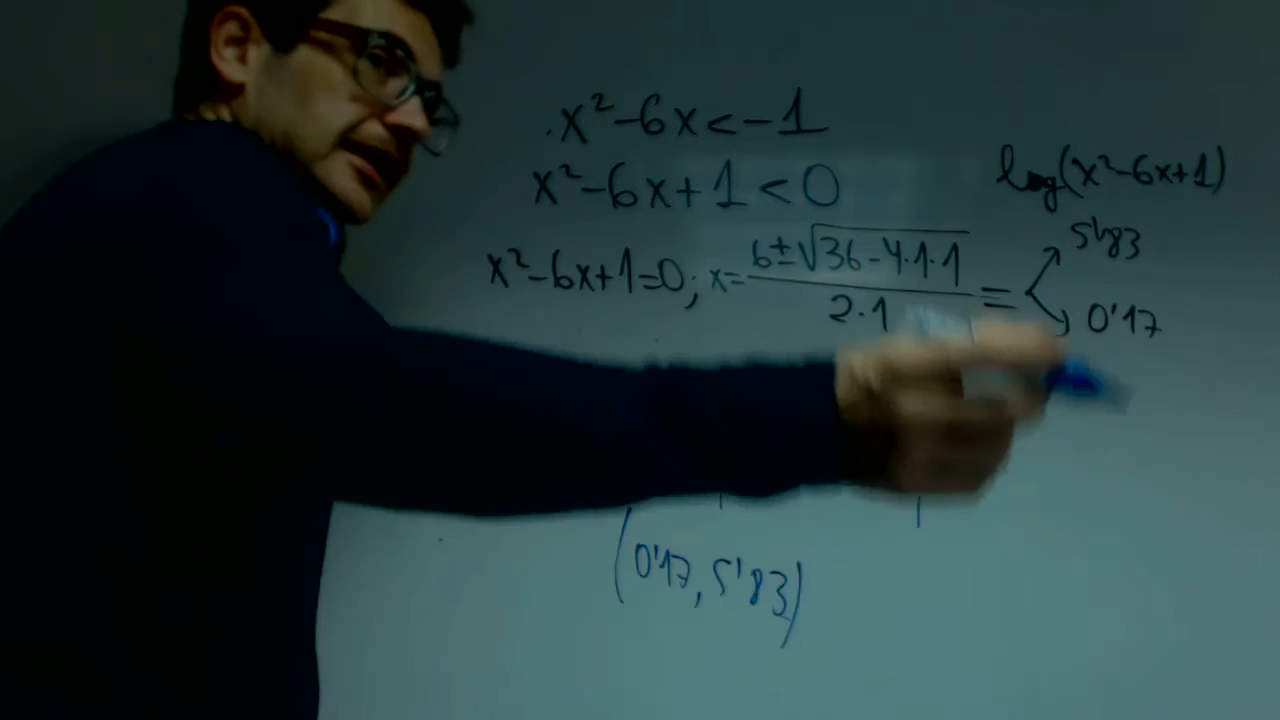 x²-6x<-1
x²-6x+1<0
log(x²-6x+1)
x²-6x+1=0; x= 6±√36-4·1·1 / 2·1 =
5'83
0'17
(0'17, 5'83)